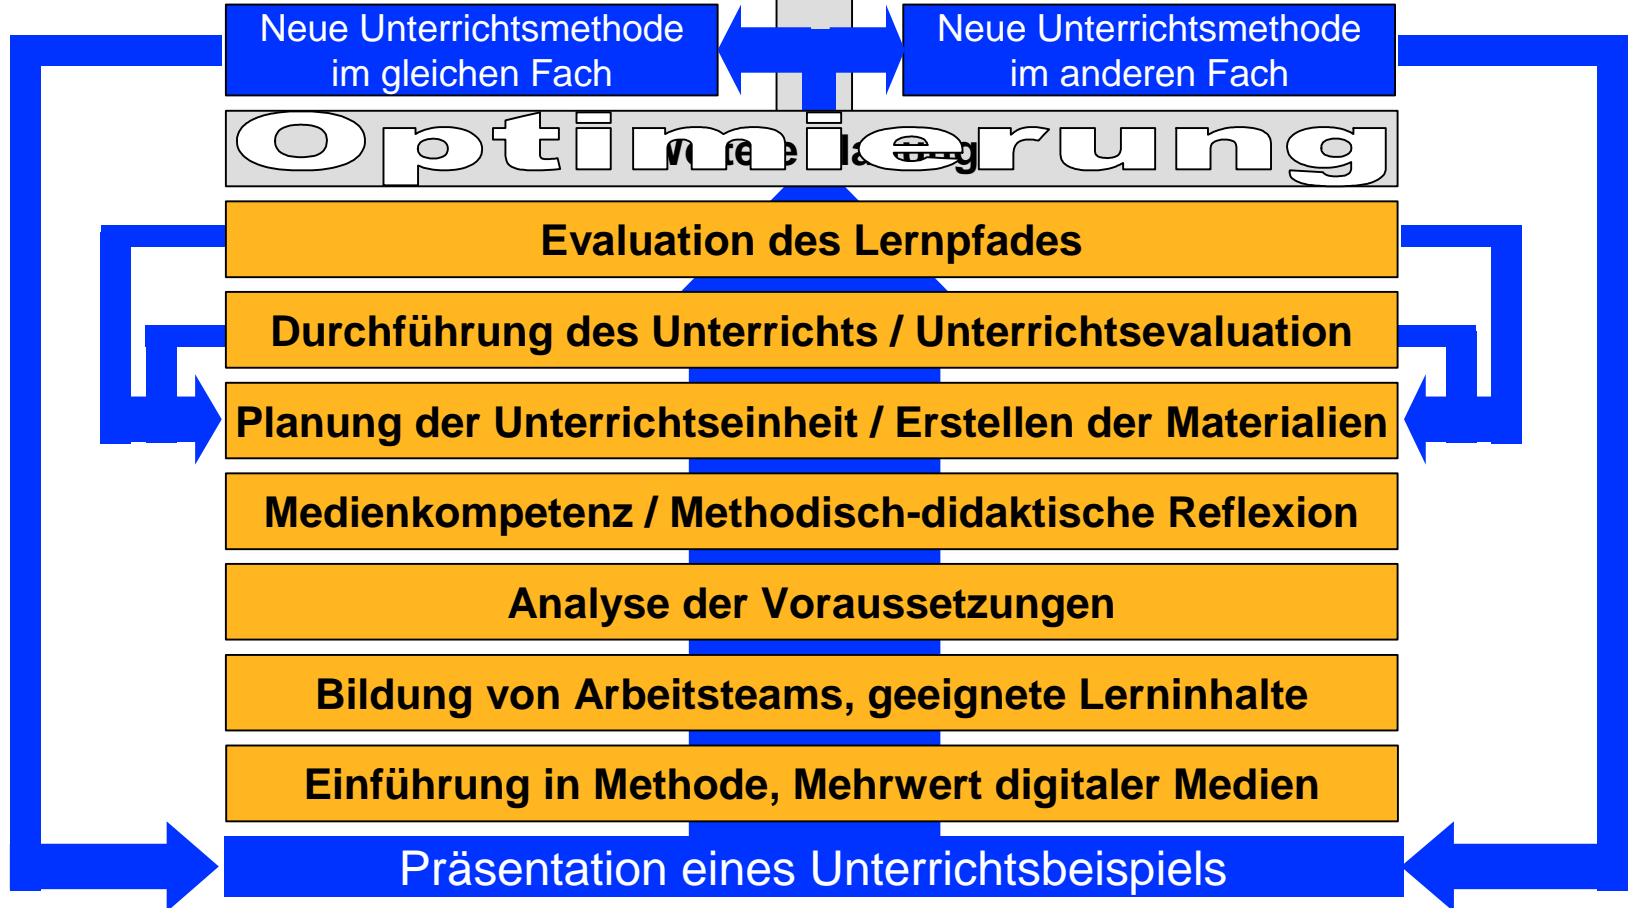 Neue Unterrichtsmethode
im gleichen Fach
Neue Unterrichtsmethode
im anderen Fach
Optimierung
Evaluation des Lernpfades
Durchführung des Unterrichts / Unterrichtsevaluation
Planung der Unterrichtseinheit / Erstellen der Materialien
Medienkompetenz / Methodisch-didaktische Reflexion
Analyse der Voraussetzungen
Bildung von Arbeitsteams, geeignete Lerninhalte
Einführung in Methode, Mehrwert digitaler Medien
Präsentation eines Unterrichtsbeispiels